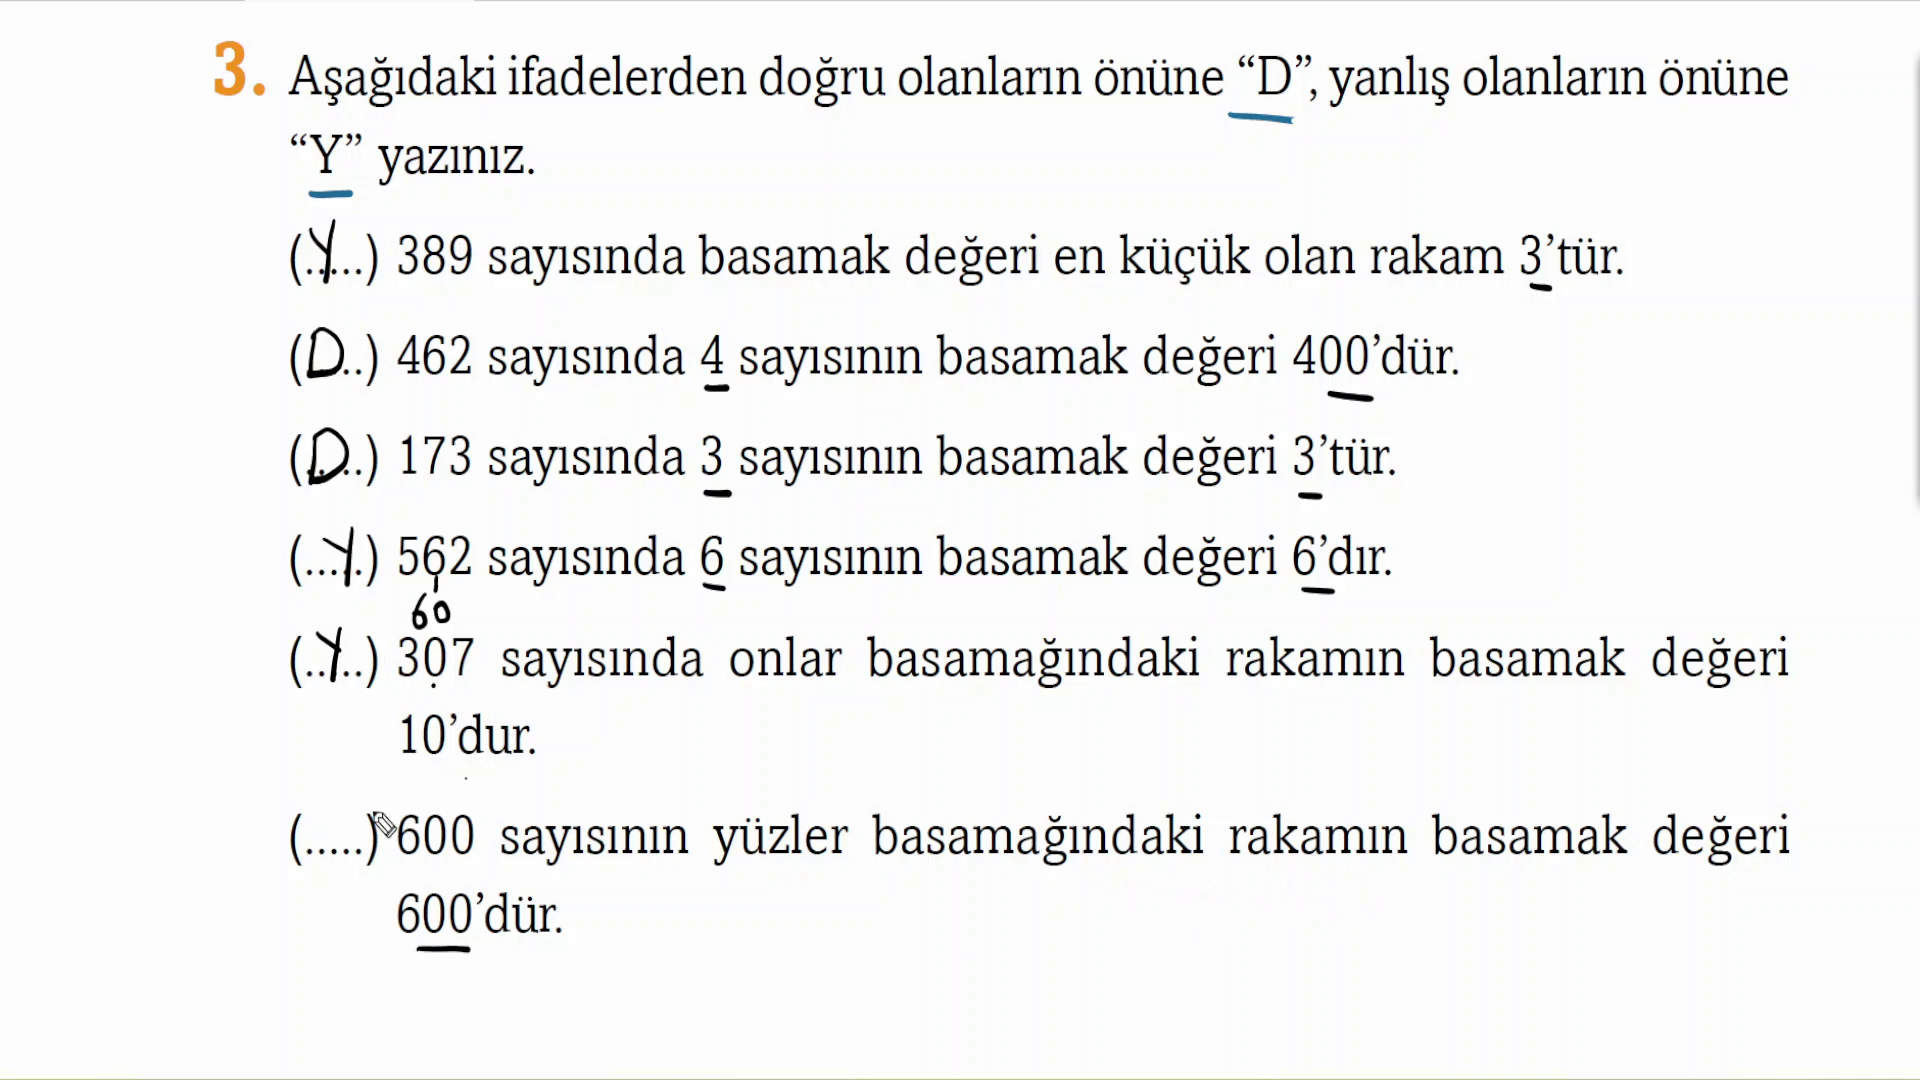 3. Aşağıdaki ifadelerden doğru olanların önüne “D”, yanlış olanların önüne
“Y” yazınız.
(.Y...) 389 sayısında basamak değeri en küçük olan rakam 3’tür.
(D..) 462 sayısında 4 sayısının basamak değeri 400’dür.
(D..) 173 sayısında 3 sayısının basamak değeri 3’tür.
(...Y.) 562 sayısında 6 sayısının basamak değeri 6’dır.
60
(..Y..) 307 sayısında onlar basamağındaki rakamın basamak değeri
10’dur.
(.....) 600 sayısının yüzler basamağındaki rakamın basamak değeri
600’dür.